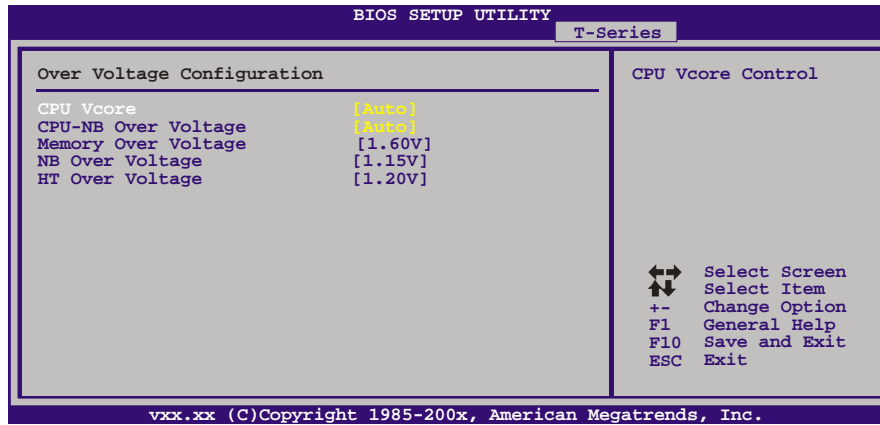 BIOS SETUP UTILITY
T-Series
Over Voltage Configuration
CPU Vcore [Auto]
CPU-NB Over Voltage [Auto]
Memory Over Voltage [1.60V]
NB Over Voltage [1.15V]
HT Over Voltage [1.20V]
CPU Vcore Control
Select Screen
Select Item
+- Change Option
F1 General Help
F10 Save and Exit
ESC Exit
vxx.xx (C)Copyright 1985-200x, American Megatrends, Inc.